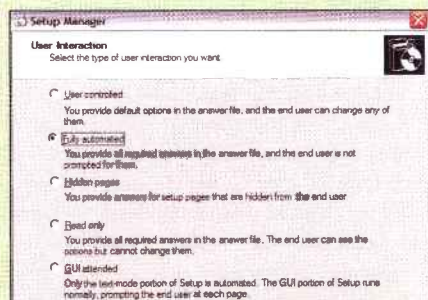 Setup Manager
User Interaction
Select the type of user interaction you want
User controlled
You provide default options in the answer file, and the end user can change any of
them.
Fully automated
You provide all required answers in the answer file, and the end user is not
prompted for them.
Hidden pages
You provide answers for setup pages that are hidden from the end user
Read only
You provide all required answers in the answer file. The end user can see the
options but cannot change them.
GUI attended
Only the text-mode portion of Setup is automated. The GUI portion of Setup runs
normally, prompting the end user at each page.